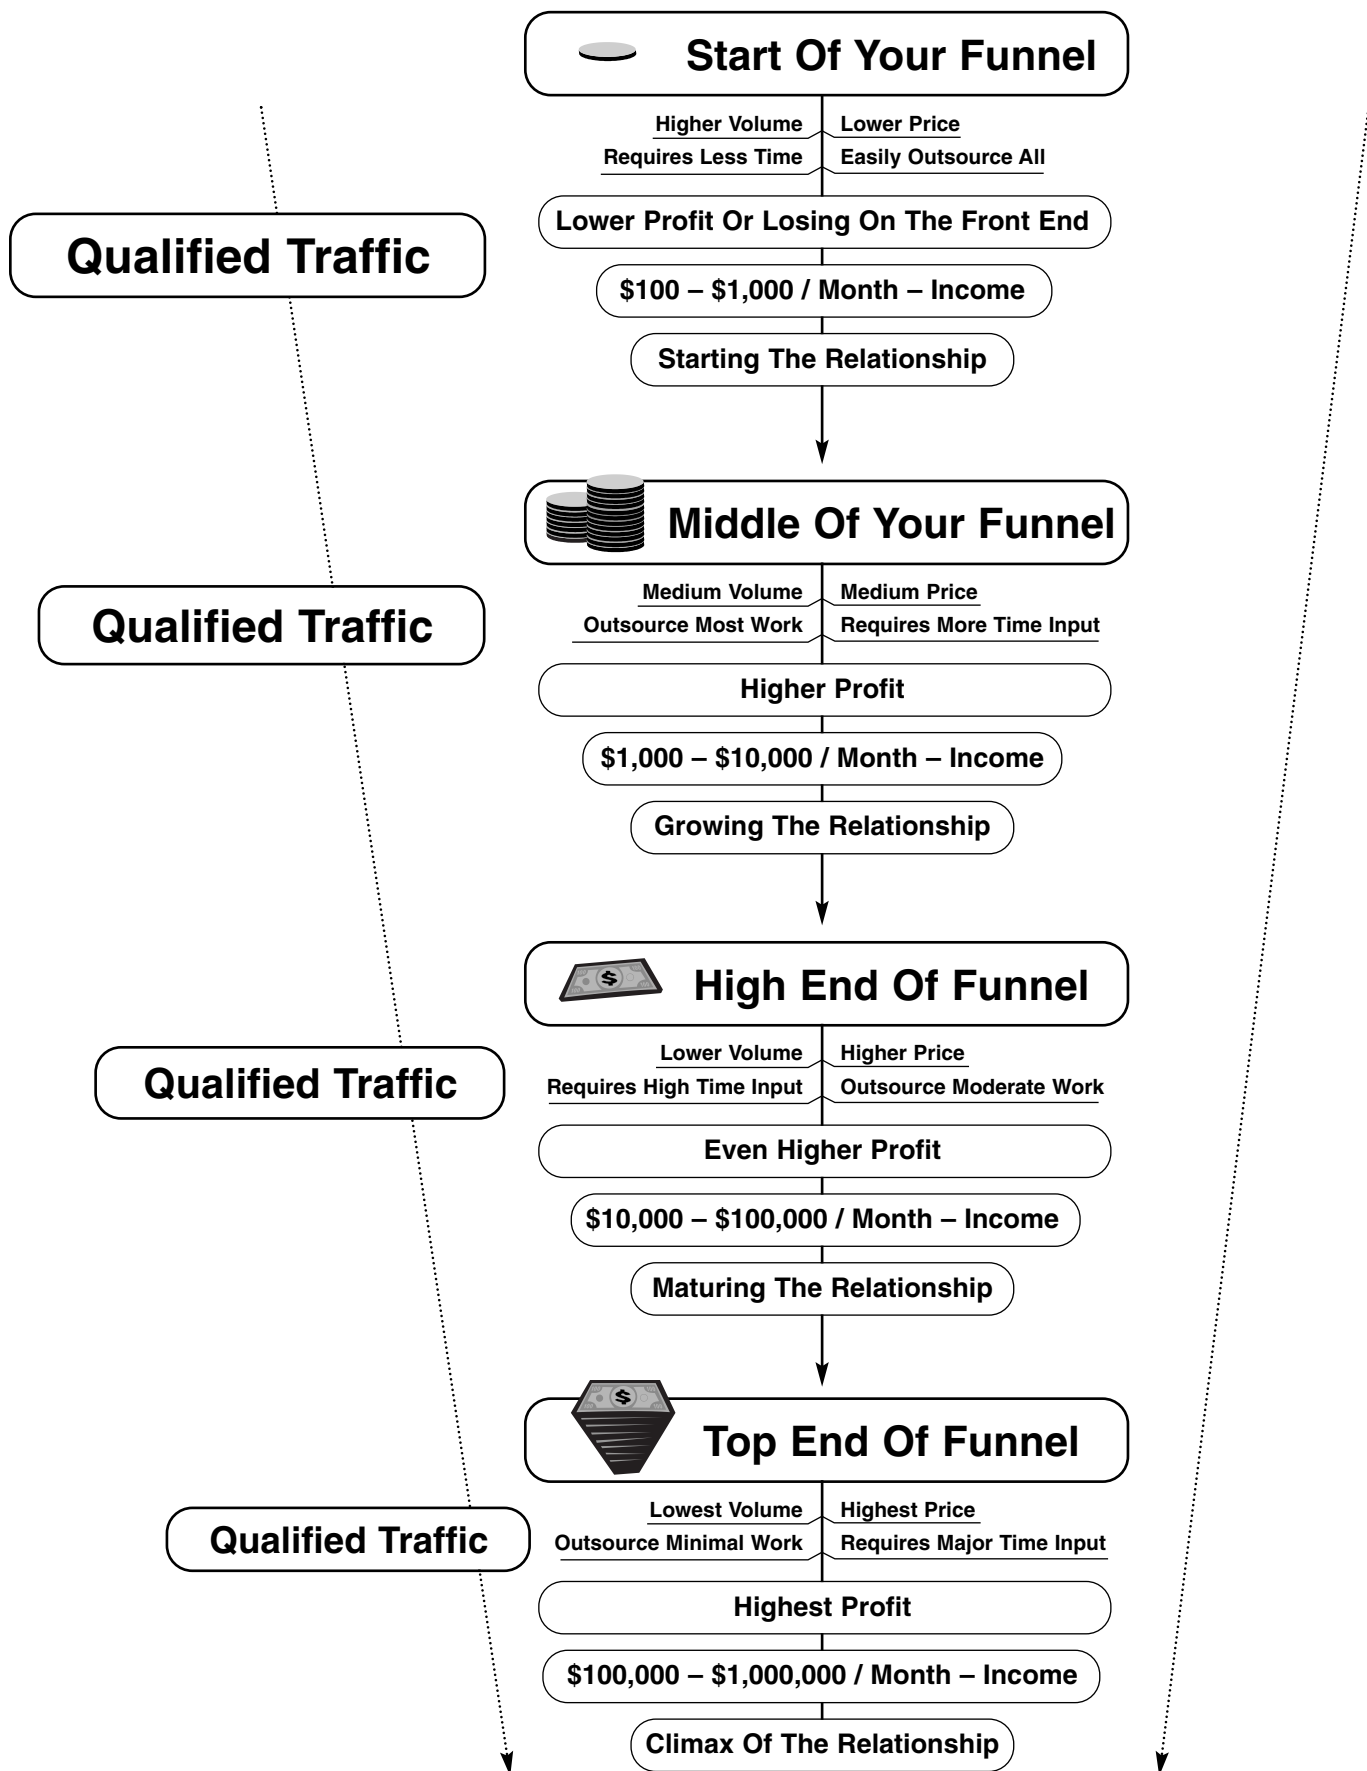 Start Of Your Funnel
Higher Volume
Lower Price
Requires Less Time
Easily Outsource All
Lower Profit Or Losing On The Front End
Qualified Traffic
$100 – $1,000 / Month – Income
Starting The Relationship
Middle Of Your Funnel
Medium Volume
Medium Price
Qualified Traffic
Outsource Most Work
Requires More Time Input
Higher Profit
$1,000 – $10,000 / Month – Income
Growing The Relationship
$
High End Of Funnel
Lower Volume
Higher Price
Qualified Traffic
Requires High Time Input
Outsource Moderate Work
Even Higher Profit
$10,000 – $100,000 / Month – Income
Maturing The Relationship
$
Top End Of Funnel
Lowest Volume
Highest Price
Qualified Traffic
Outsource Minimal Work
Requires Major Time Input
Highest Profit
$100,000 – $1,000,000 / Month – Income
Climax Of The Relationship